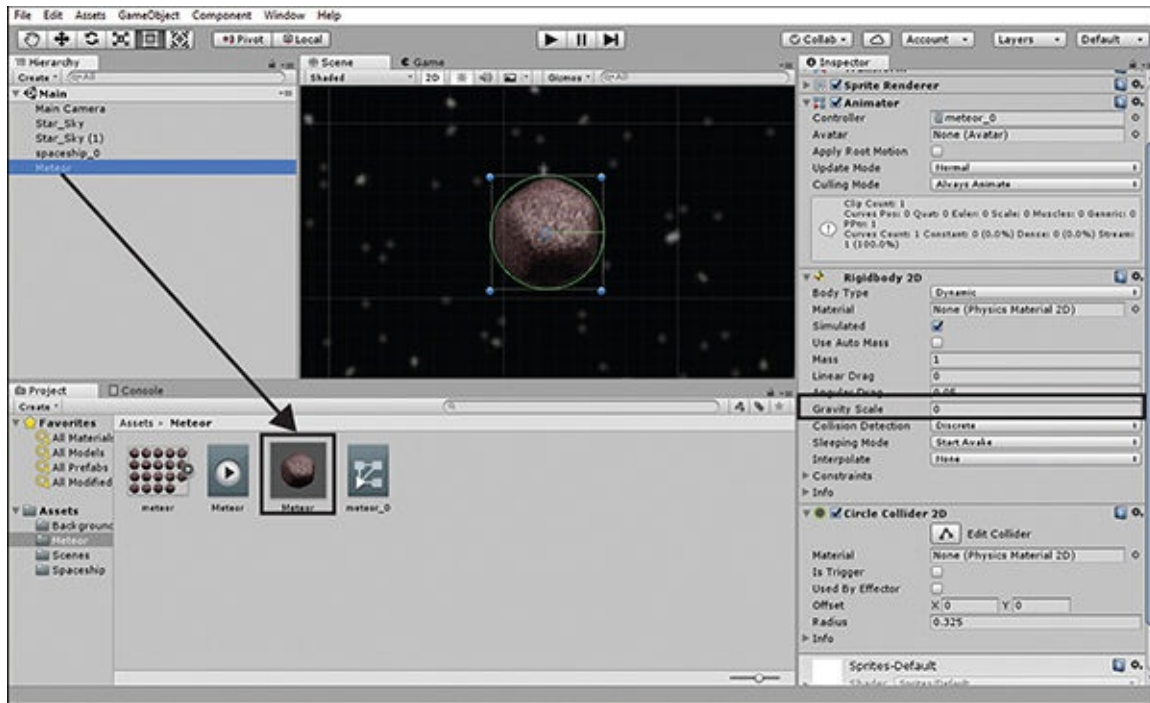 File Edit Assets GameObject Component Window Help
Pivot Local
Collab Account Layers Default
Hierarchy
Create All
Main
Main Camera
Star_Sky
Star_Sky (1)
spaceship_0
Meteor
Scene Game
Shaded 2D Gizmos All
Project Console
Create
Favorites
All Materials
All Models
All Prefabs
All Modified
Assets
Background
Meteor
Scenes
Spaceship
Assets Meteor
meteor Meteor Meteor meteor_0
Inspector
Sprite Renderer
Animator
Controller meteor_0
Avatar None (Avatar)
Apply Root Motion
Update Mode Normal
Culling Mode Always Animate
Clip Count: 1
Curves Pos: 0 Quat: 0 Euler: 0 Scale: 0 Muscles: 0 Generic: 0
PPtr: 1
Curves Count: 1 Constant: 0 (0.0%) Dense: 0 (0.0%) Stream:
1 (100.0%)
Rigidbody 2D
Body Type Dynamic
Material None (Physics Material 2D)
Simulated
Use Auto Mass
Mass 1
Linear Drag 0
Angular Drag 0.05
Gravity Scale 0
Collision Detection Discrete
Sleeping Mode Start Awake
Interpolate None
Constraints
Info
Circle Collider 2D
Edit Collider
Material None (Physics Material 2D)
Is Trigger
Used By Effector
Offset X 0 Y 0
Radius 0.325
Info
Sprites-Default
Shader Sprites/Default